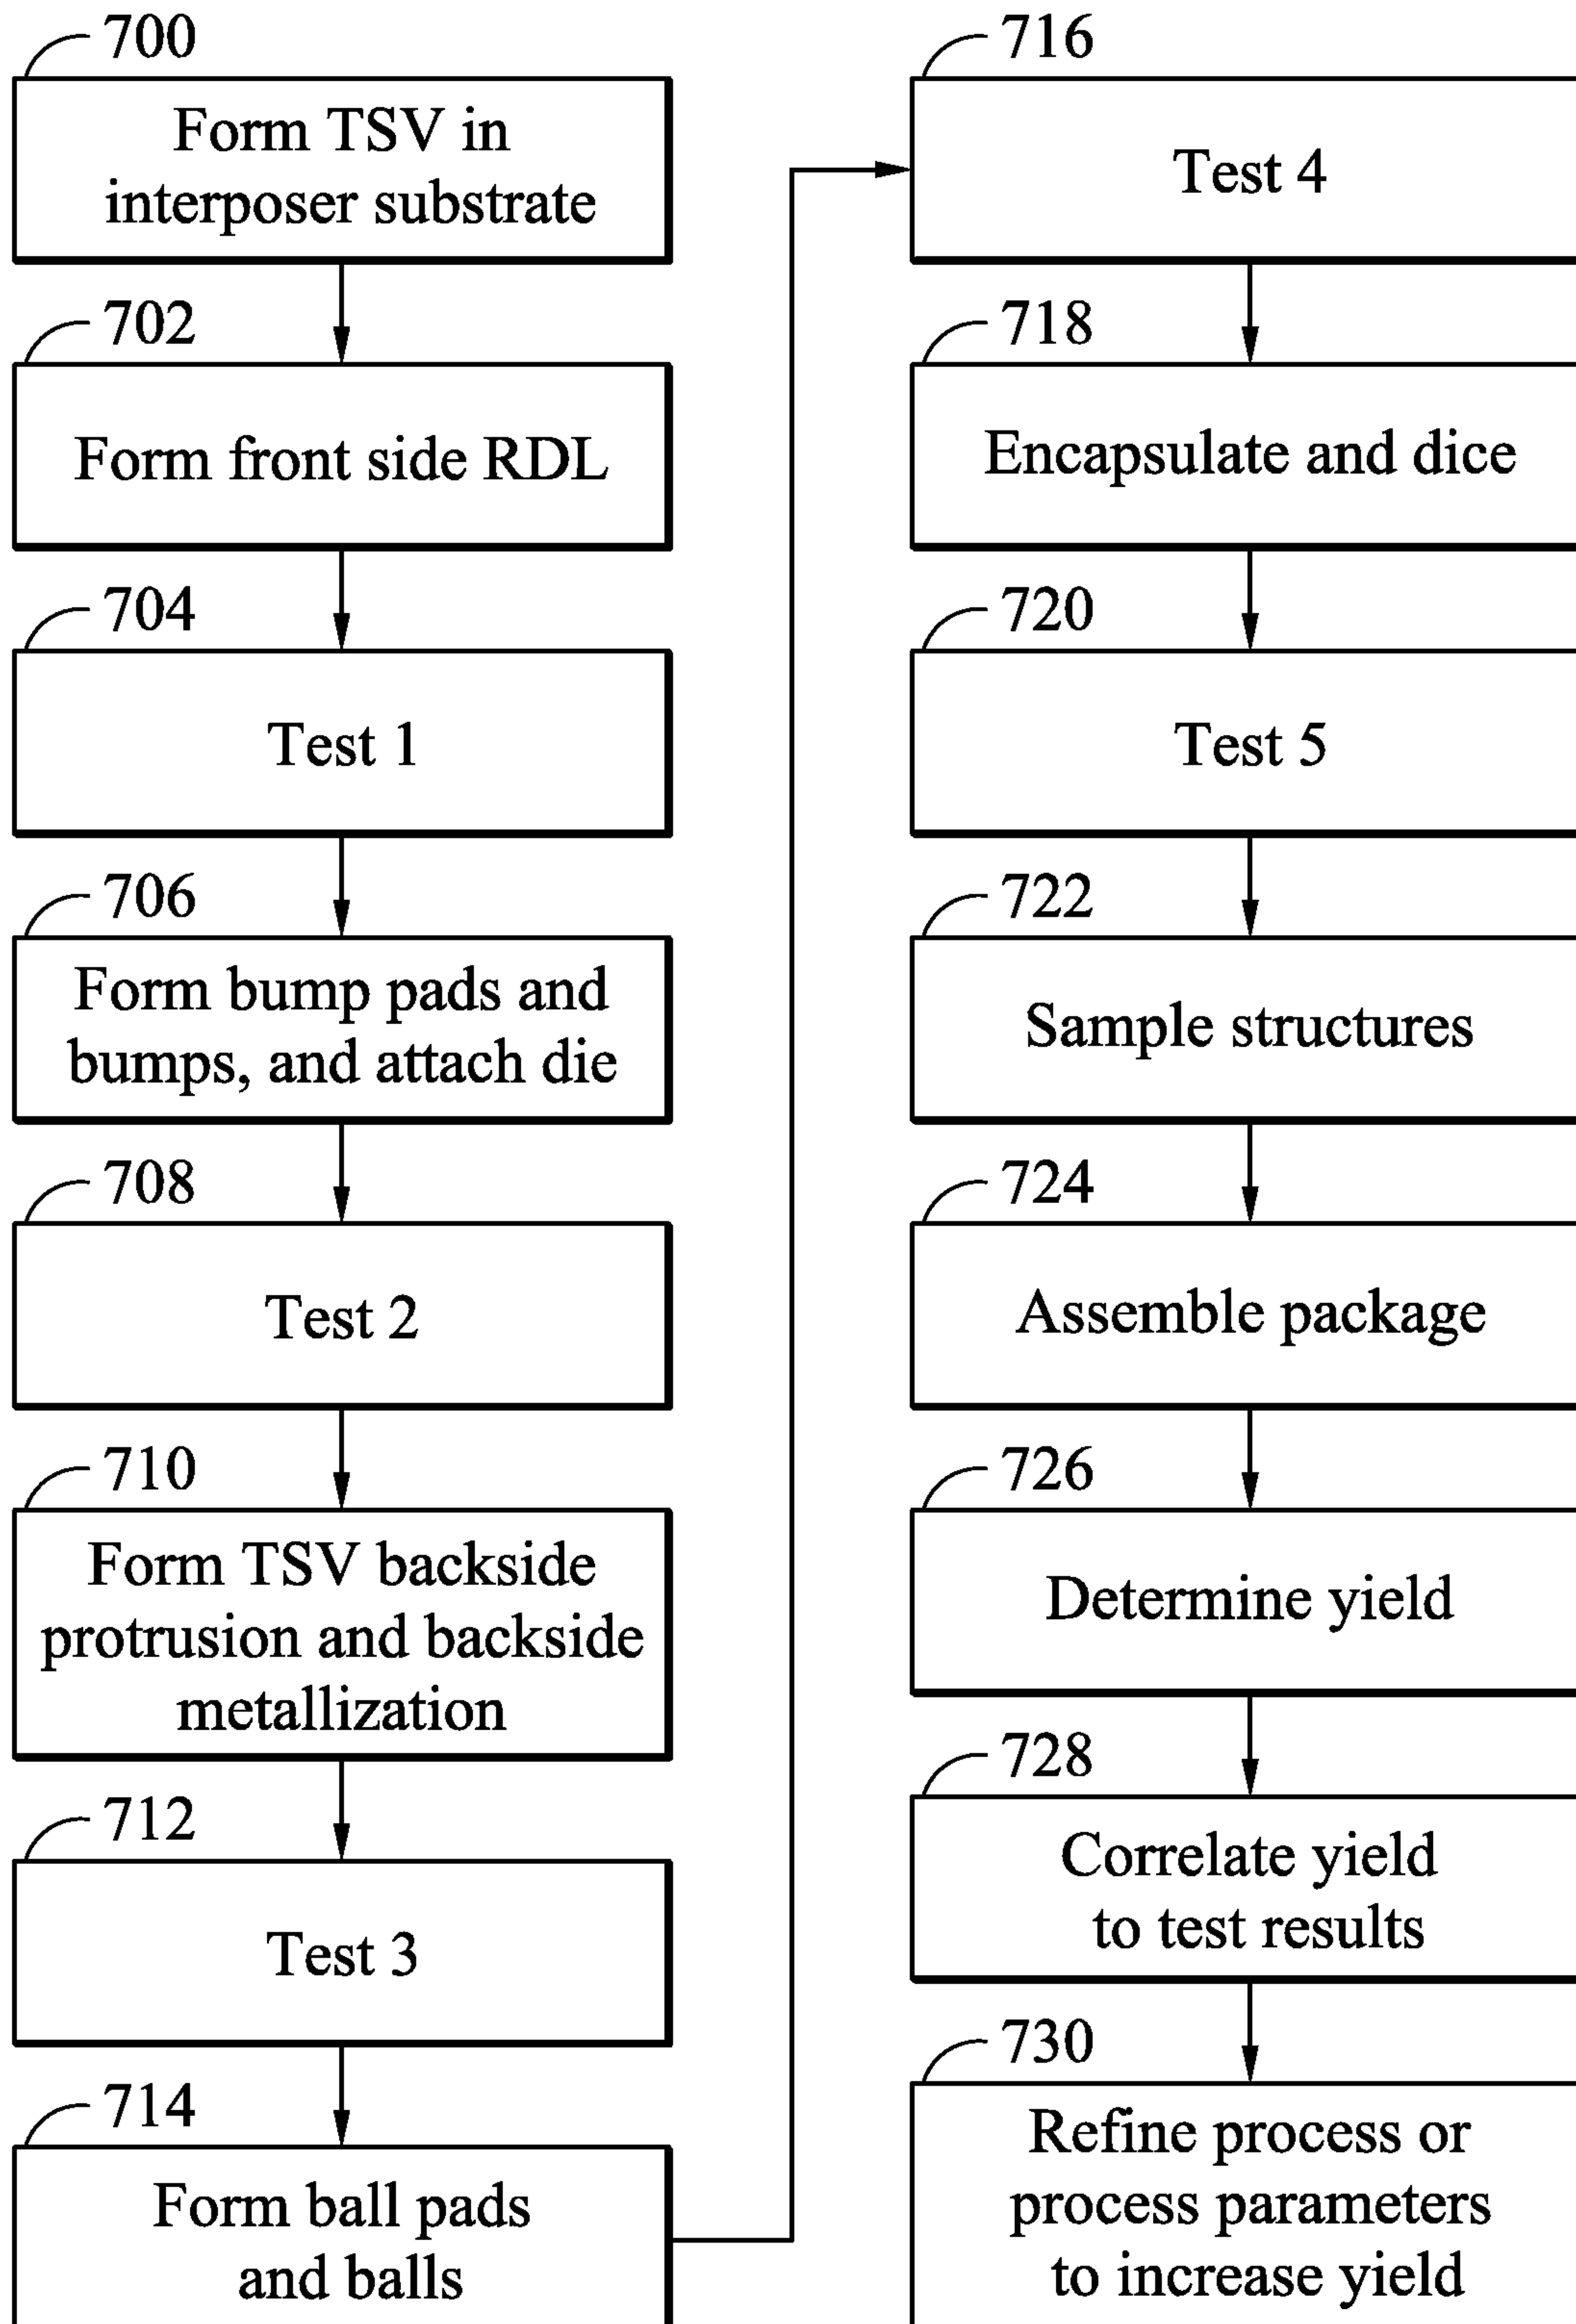 700
Form TSV in
interposer substrate
702
Form front side RDL
704
Test 1
706
Form bump pads and
bumps, and attach die
708
Test 2
710
Form TSV backside
protrusion and backside
metallization
712
Test 3
714
Form ball pads
and balls
716
Test 4
718
Encapsulate and dice
720
Test 5
722
Sample structures
724
Assemble package
726
Determine yield
728
Correlate yield
to test results
730
Refine process or
process parameters
to increase yield